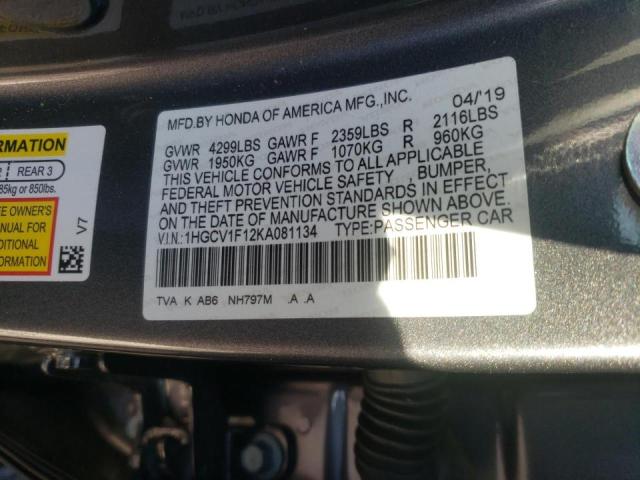 MFD.BY HONDA OF AMERICA MFG.,INC. 04/'19
GVWR 4299LBS GAWR F 2359LBS R 2116LBS
GVWR 1950KG GAWR F 1070KG R 960KG
THIS VEHICLE CONFORMS TO ALL APPLICABLE
FEDERAL MOTOR VEHICLE SAFETY , BUMPER,
AND THEFT PREVENTION STANDARDS IN EFFECT
ON THE DATE OF MANUFACTURE SHOWN ABOVE.
V.I.N.:1HGCV1F12KA081134 TYPE:PASSENGER CAR
TVA K AB6 NH797M .A .A
RMATION
REAR 3
85kg or 850lbs.
E OWNER'S
NUAL FOR
DITIONAL
ORMATION
V7